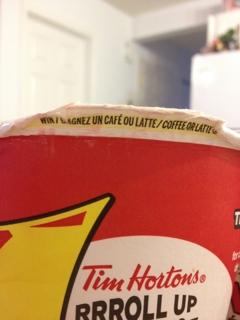 WIN / GAGNEZ UN CAFÉ OU LATTE / COFFEE OR LATTE
Tim Hortons®
RRROLL UP